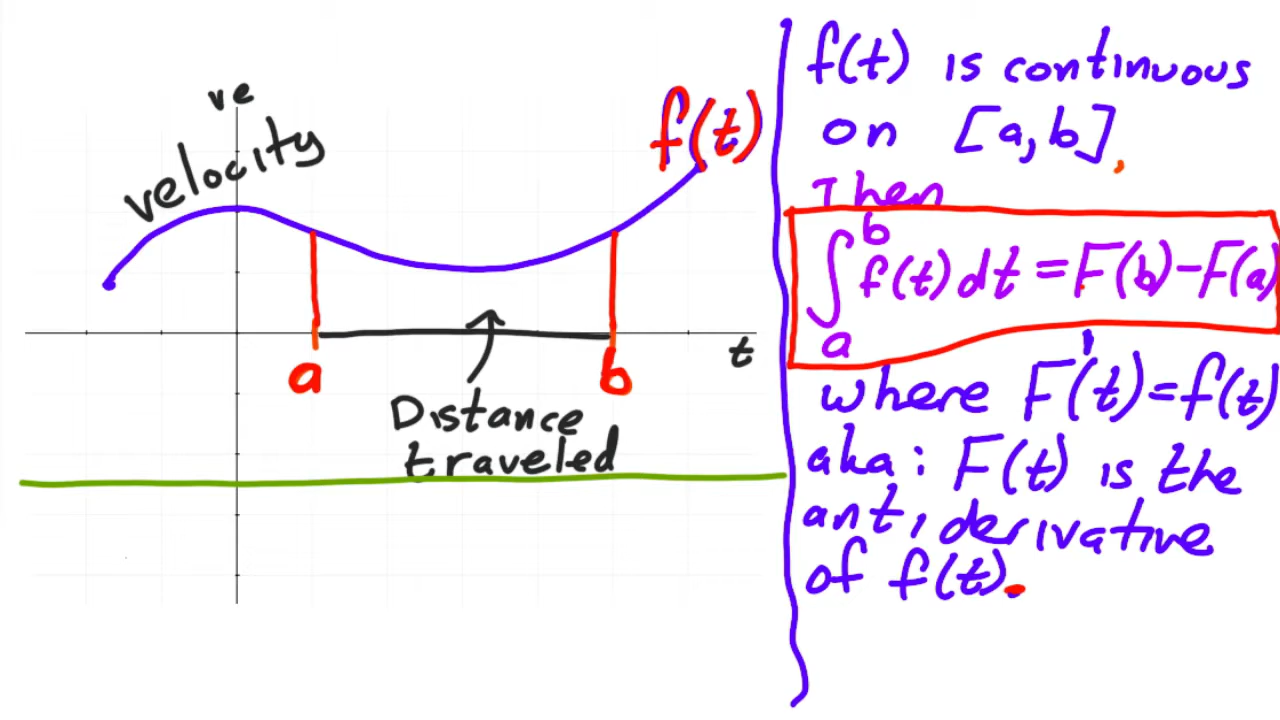 ve
velocity
f(t)
t
a
b
Distance
traveled
f(t) is continuous
on [a,b],
Then
∫ₐᵇ f(t) dt = F(b)-F(a)
where F'(t)=f(t)
aka: F(t) is the
antiderivative
of f(t).